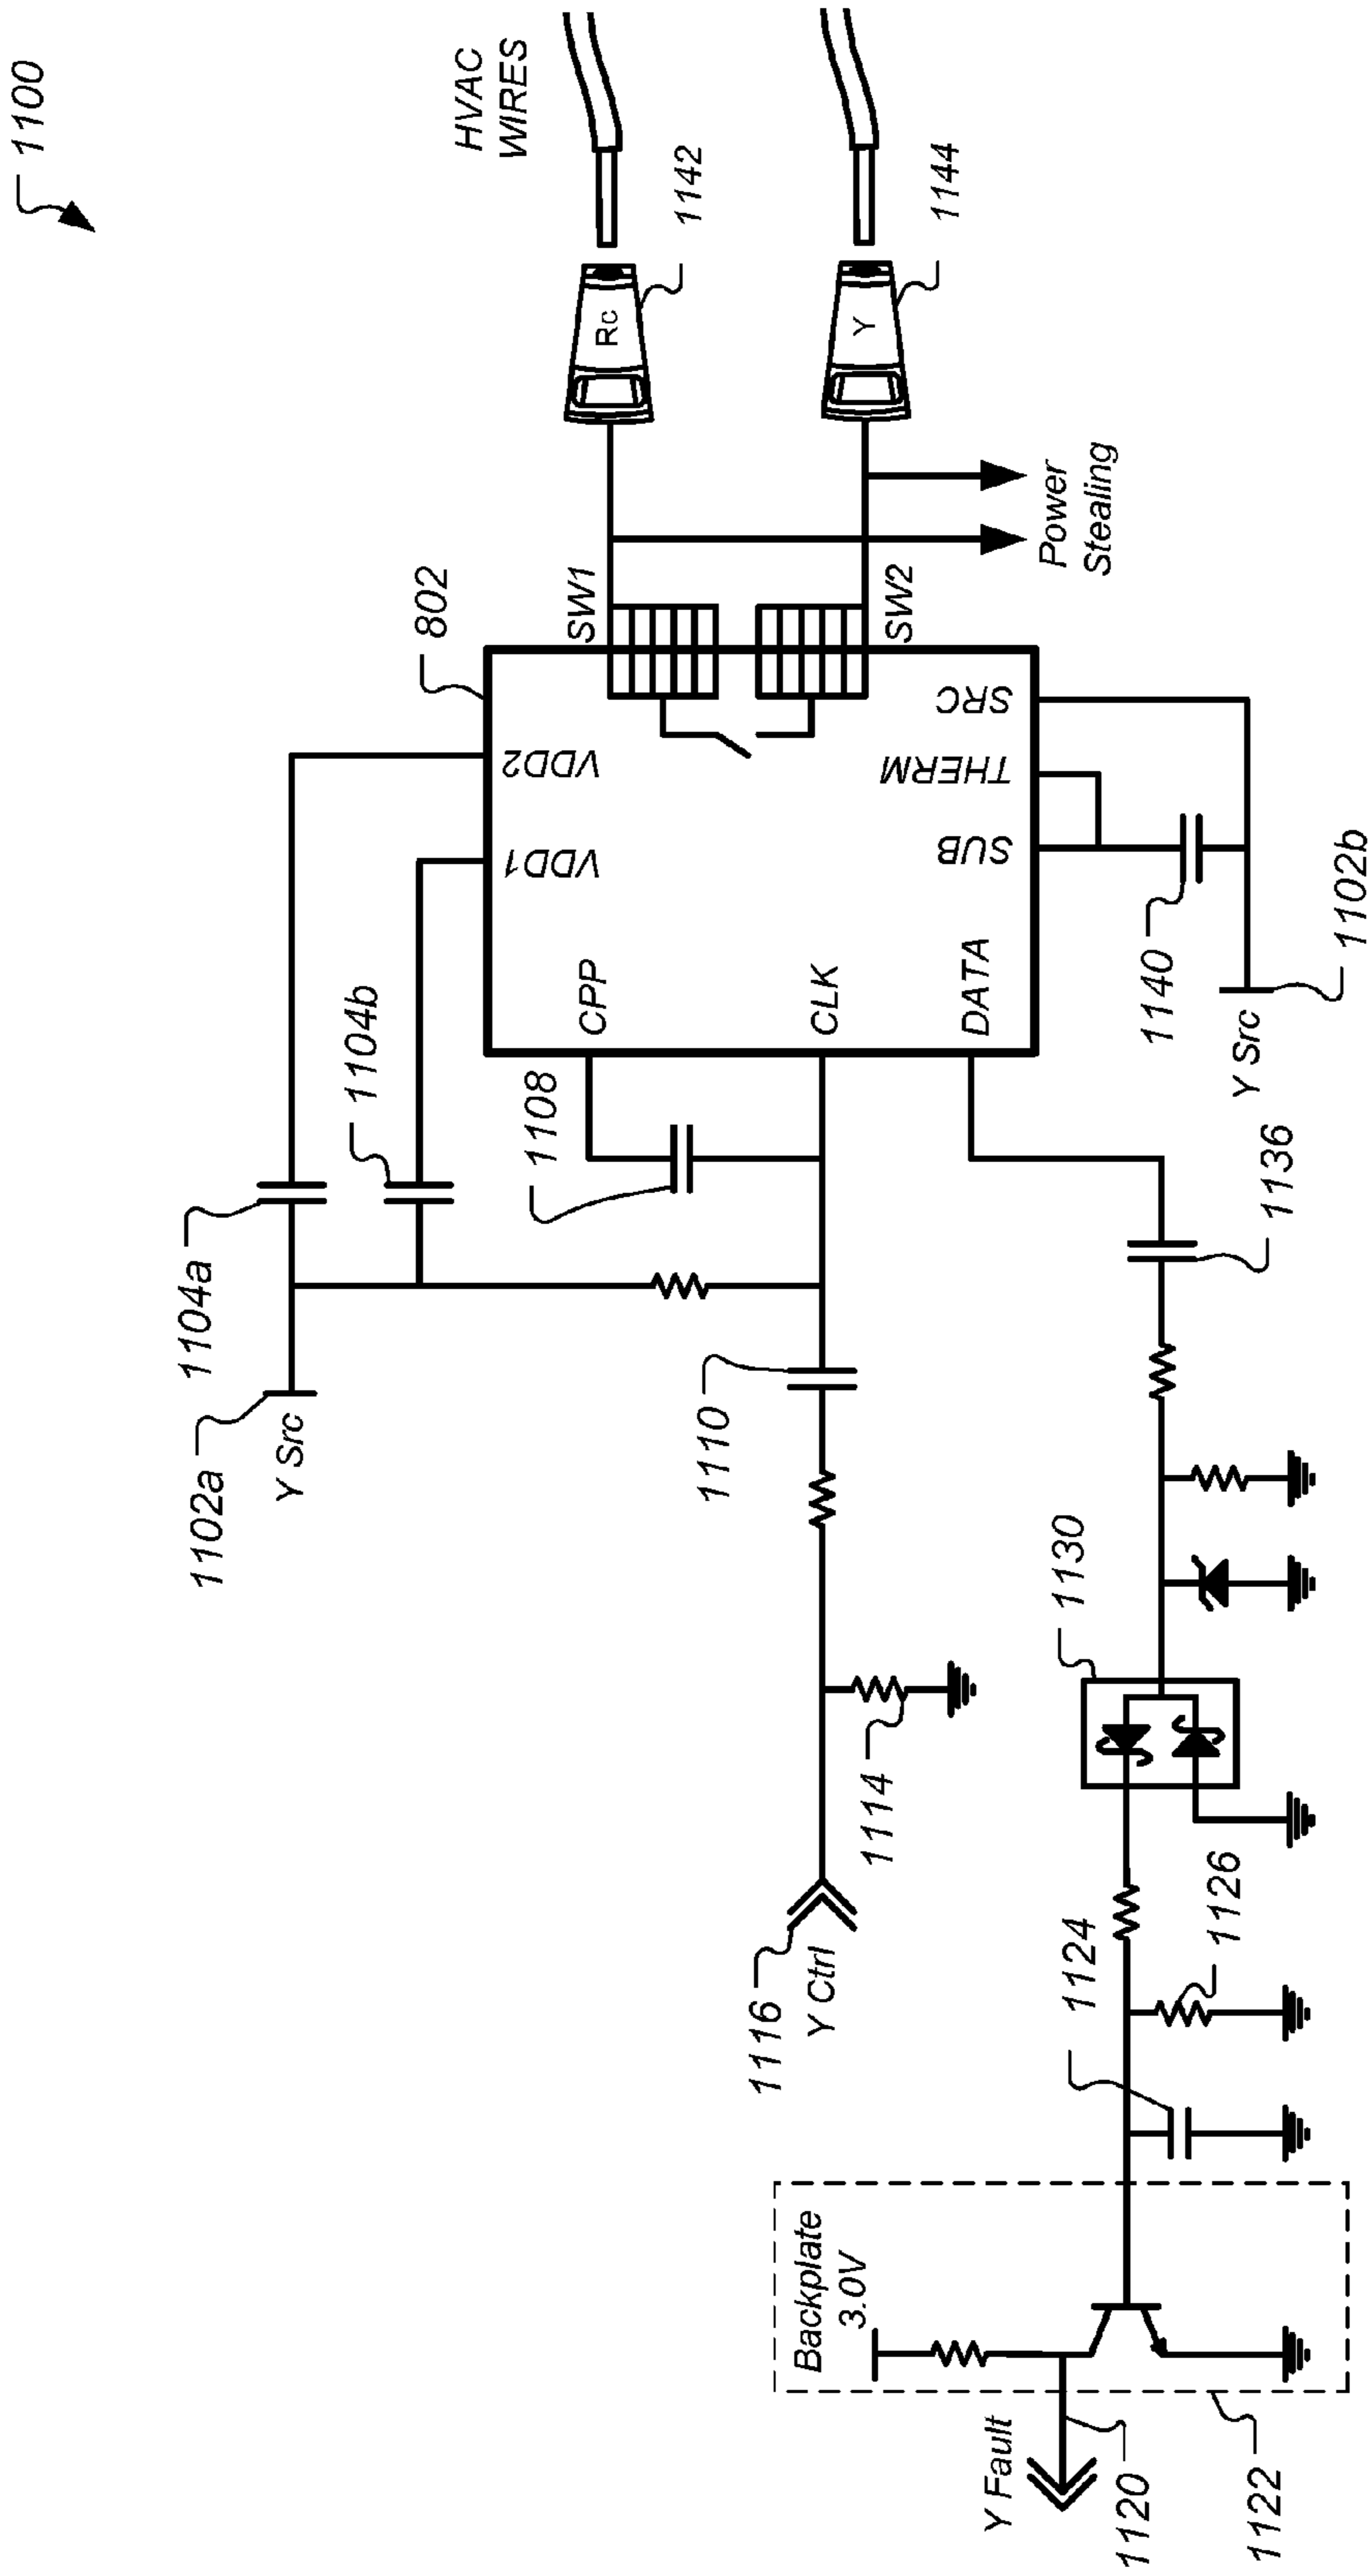 1100
HVAC
WIRES
1142
1144
Rc
Y
Power
Stealing
802
SW1
SW2
VDD2
VDD1
CPP
CLK
DATA
SUB
THERM
SRC
1104a
1104b
1108
1102a
Y Src
1110
1140
Y Src
1102b
1136
1130
1114
1116
Y Ctrl
1124
1126
Backplate
3.0V
Y Fault
1120
1122